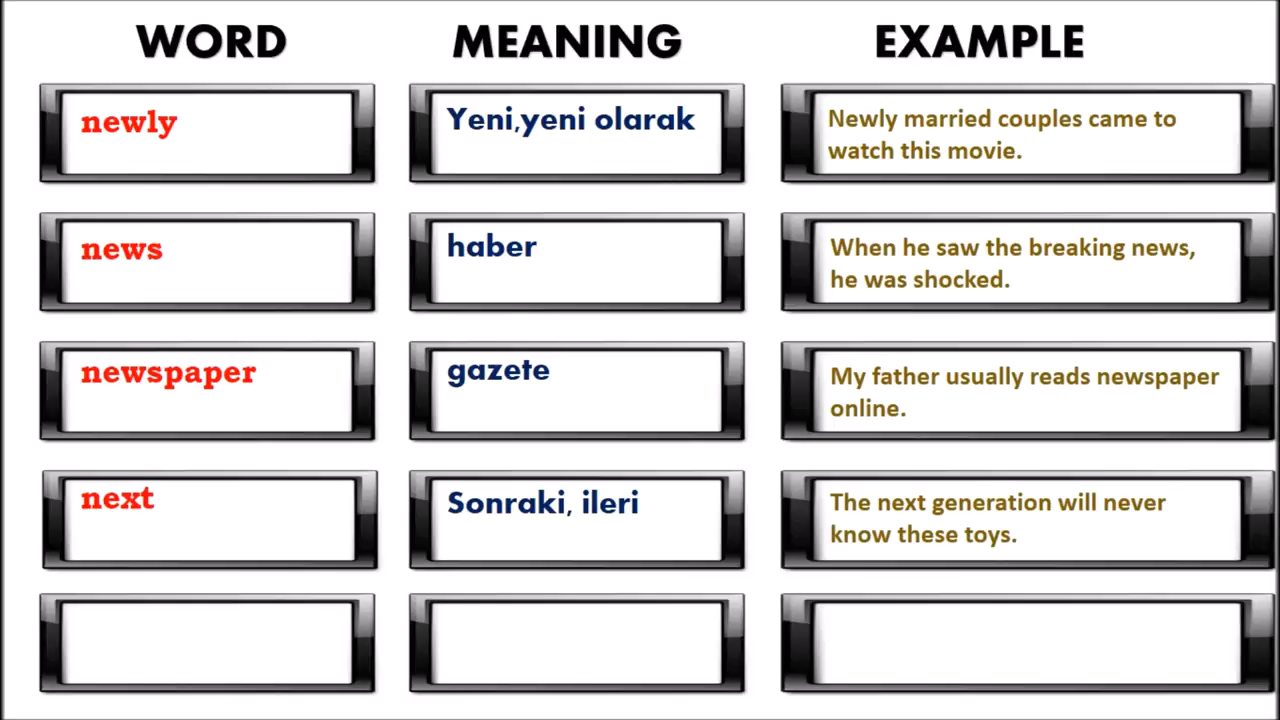 WORD MEANING EXAMPLE
newly Yeni,yeni olarak Newly married couples came to
watch this movie.
news haber When he saw the breaking news,
he was shocked.
newspaper gazete My father usually reads newspaper
online.
next Sonraki, ileri The next generation will never
know these toys.